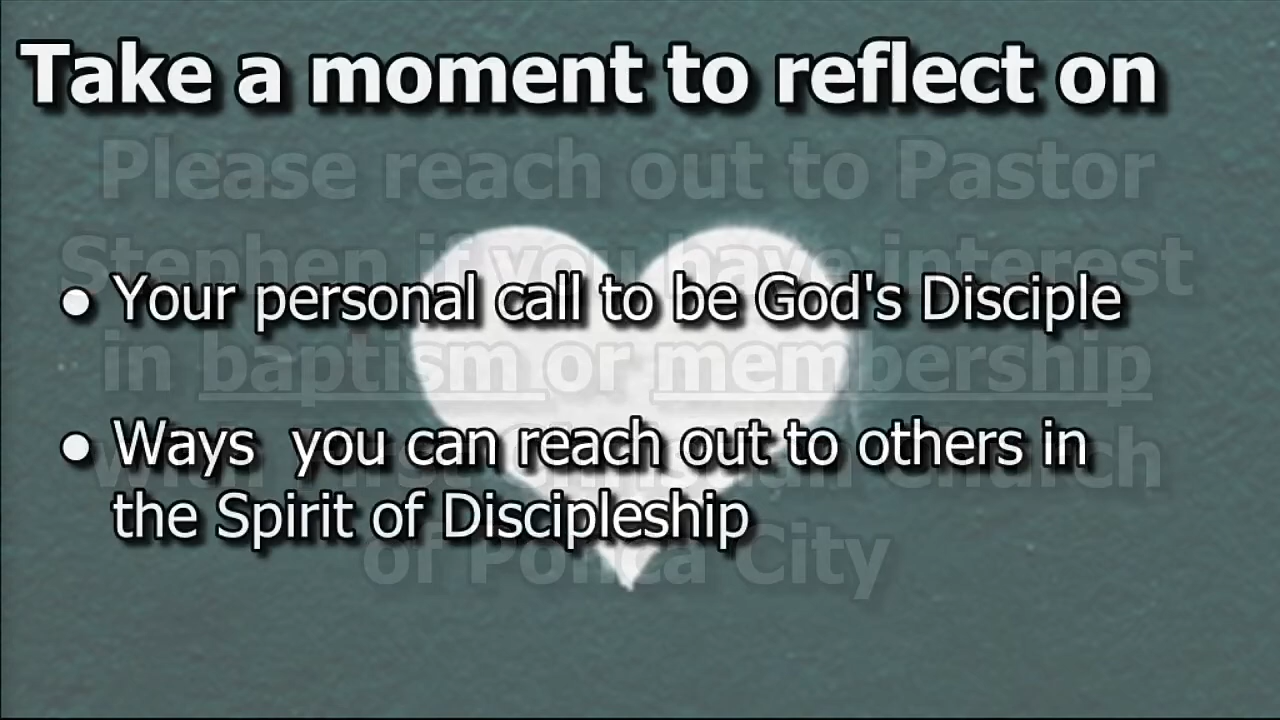 Take a moment to reflect on
Please reach out to Pastor
Stephen if you have interest
● Your personal call to be God's Disciple
in baptism or membership
● Ways  you can reach out to others in
with First Christian Church
the Spirit of Discipleship
of Ponca City